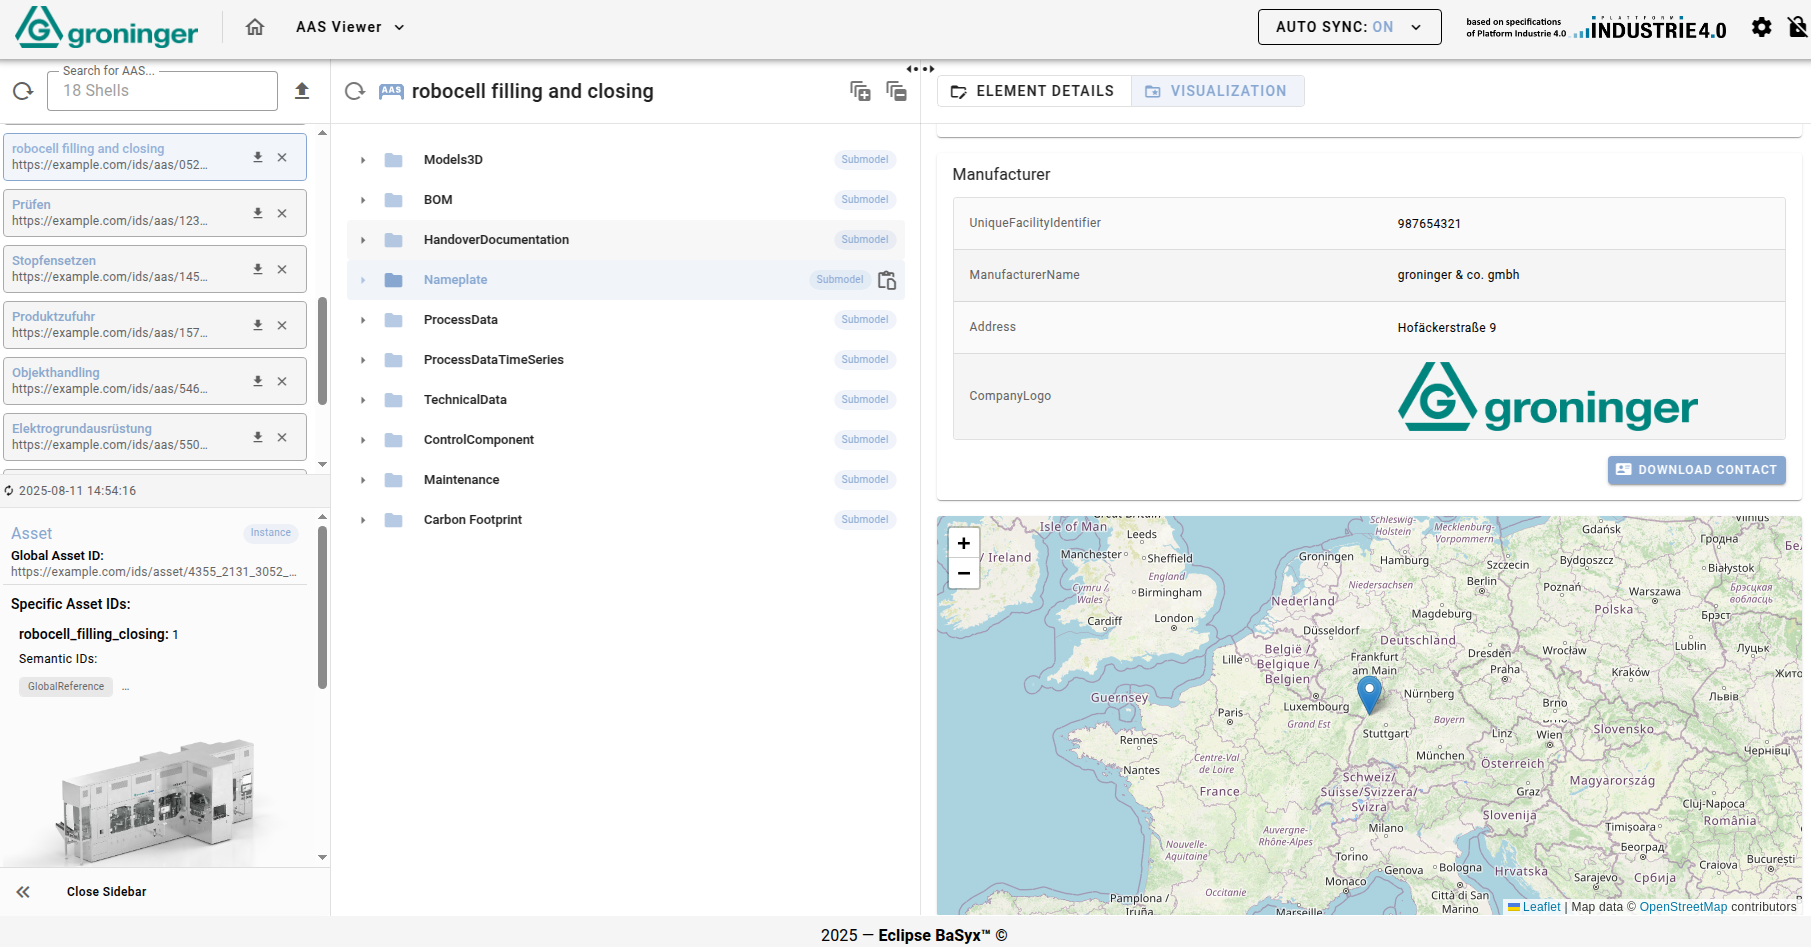 groninger
AAS Viewer
AUTO SYNC: ON
based on specifications
of Platform Industrie 4.0
PLATTFORM
INDUSTRIE4.0
Search for AAS...
18 Shells
robocell filling and closing
https://example.com/ids/aas/052...
Prüfen
https://example.com/ids/aas/123...
Stopfensetzen
https://example.com/ids/aas/145...
Produktzufuhr
https://example.com/ids/aas/157...
Objekthandling
https://example.com/ids/aas/546...
Elektrogrundausrüstung
https://example.com/ids/aas/550...
2025-08-11 14:54:16
Asset
Instance
Global Asset ID:
https://example.com/ids/asset/4355_2131_3052_...
Specific Asset IDs:
robocell_filling_closing: 1
Semantic IDs:
GlobalReference
...
Close Sidebar
AAS
robocell filling and closing
Models3D
Submodel
BOM
Submodel
HandoverDocumentation
Submodel
Nameplate
Submodel
ProcessData
Submodel
ProcessDataTimeSeries
Submodel
TechnicalData
Submodel
ControlComponent
Submodel
Maintenance
Submodel
Carbon Footprint
Submodel
ELEMENT DETAILS
VISUALIZATION
Manufacturer
UniqueFacilityIdentifier
987654321
ManufacturerName
groninger & co. gmbh
Address
Hofäckerstraße 9
CompanyLogo
groninger
DOWNLOAD CONTACT
+
−
Isle of Man
Great Britain
Leeds
/ Ireland
Manchester
Sheffield
England
Cymru /
Wales
Birmingham
Cardiff
London
Guernsey
Schleswig-
Holstein
Mecklenburg-
Vorpommern
Gdańsk
Vilnius
Гродна
Groningen
Hamburg
Szczecin
Bydgoszcz
Białystok
Niedersachsen
Berlin
Poznań
Warszawa
Брэсцкая
вобласць
Nederland
Magdeburg
Polska
Брэст
Düsseldorf
Deutschland
België /
Belgique /
Belgien
Lille
Frankfurt
am Main
Dresden
Wrocław
Lublin
Луцьк
Praha
Kraków
Жито
Luxembourg
Nürnberg
Львів
Paris
Grand Est
Bayern
Brno
Brno
Stuttgart
Linz
Wien
Slovensko
Rennes
München
Чернівці
Nantes
Centre-Val
de Loire
Österreich
France
Schweiz/
Suisse/Svizzera/
Svizra
Graz
Magyarország
Cluj-Napoca
Slovenija
România
Milano
Timișoara
Auvergne-
Rhône-Alpes
Nouvelle-
Aquitaine
Torino
Београд
Craiova
București
Genova
Bologna
Hrvatska
Monaco
Sarajevo
Србија
Occitanie
Città di San
Marino
Pamplona /
Iruña
Marseille
Leaflet | Map data © OpenStreetMap contributors
2025 — Eclipse BaSyx™ ©